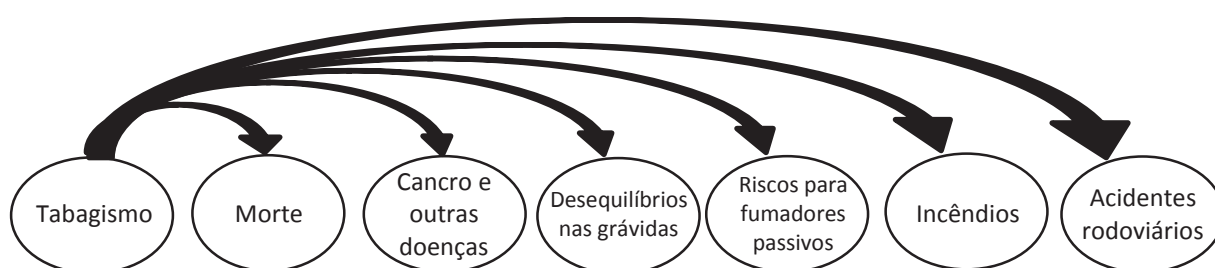 Tabagismo
Morte
Cancro e
outras
doenças
Desequilíbrios
nas grávidas
Riscos para
fumadores
passivos
Incêndios
Acidentes
rodoviários